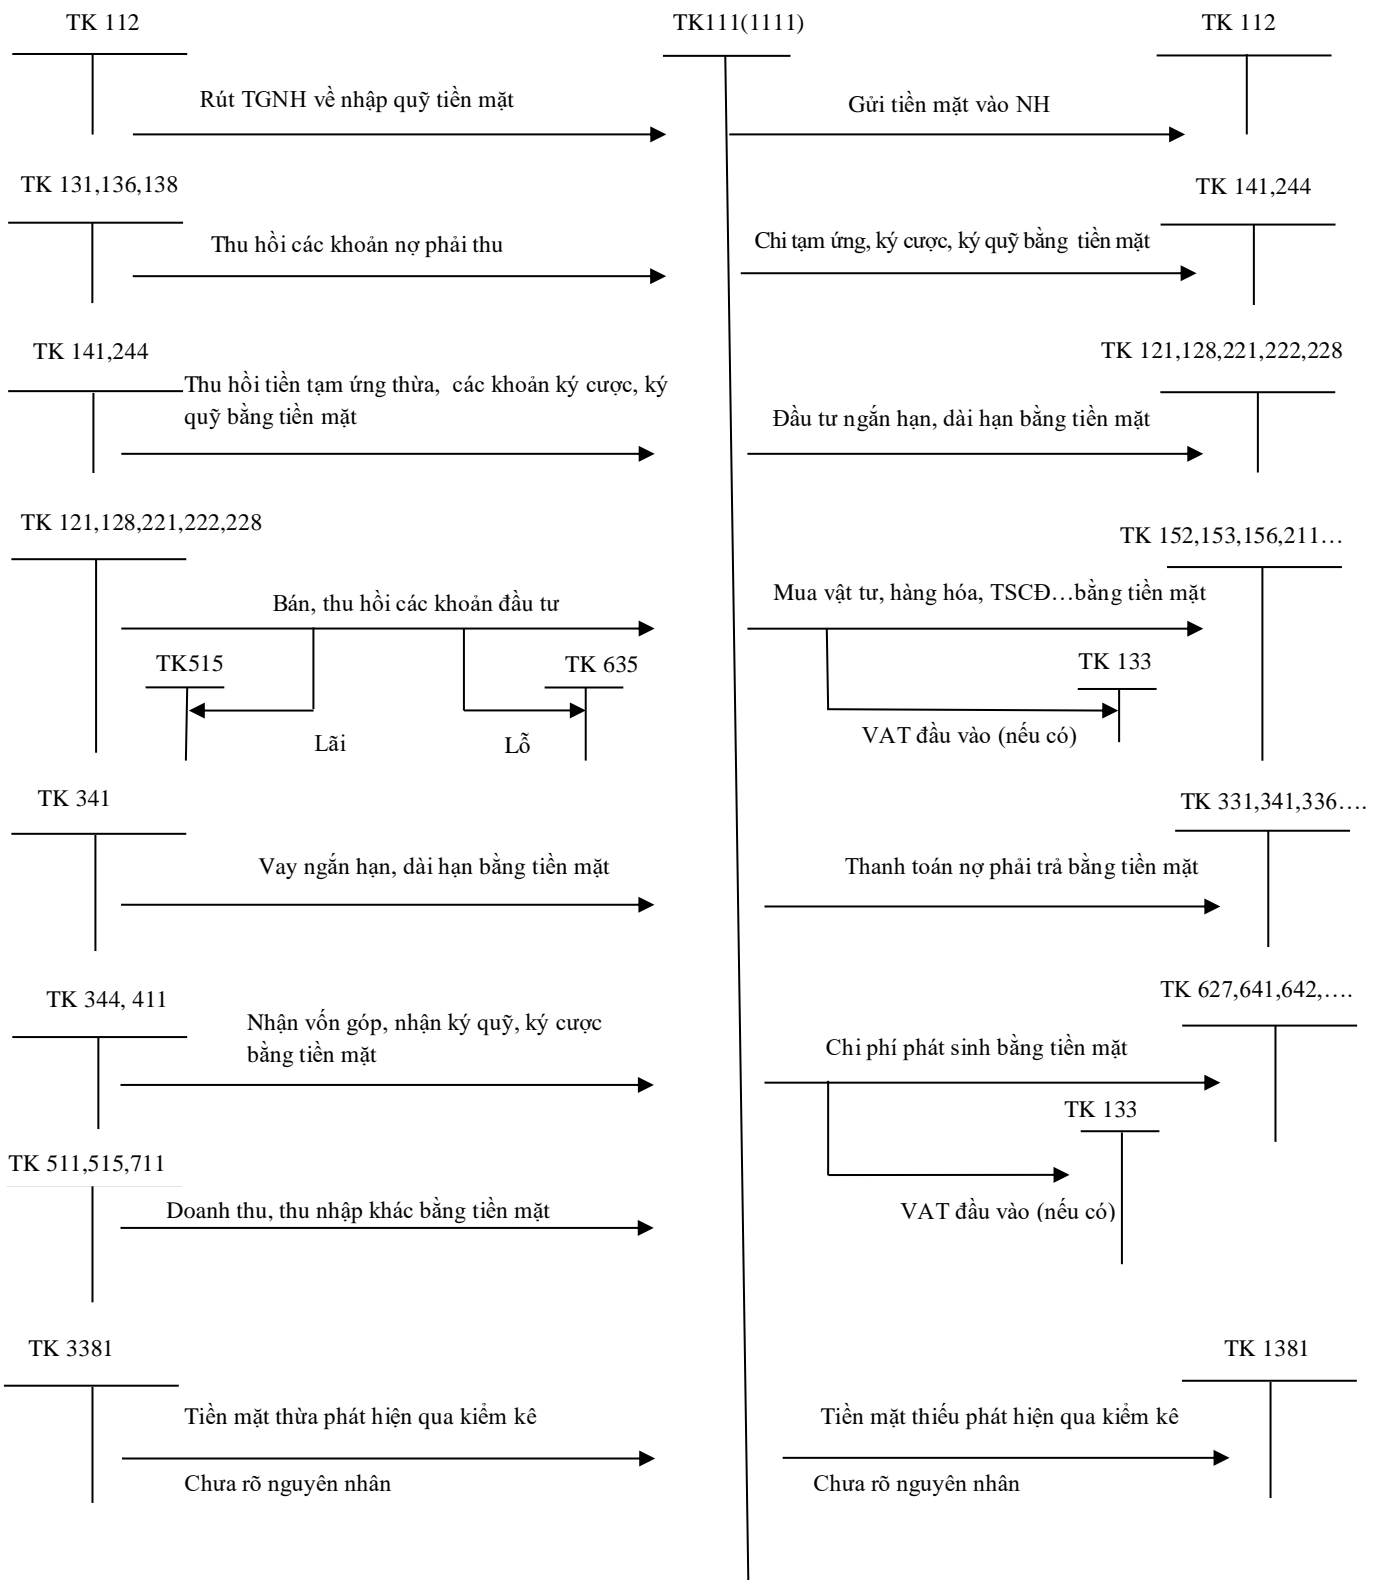 TK 112
TK111(1111)
TK 112
Rút TGNH về nhập quỹ tiền mặt
Gửi tiền mặt vào NH
TK 131,136,138
TK 141,244
Thu hồi các khoản nợ phải thu
Chi tạm ứng, ký cược, ký quỹ bằng tiền mặt
TK 141,244
TK 121,128,221,222,228
Thu hồi tiền tạm ứng thừa, các khoản ký cược, ký
quỹ bằng tiền mặt
Đầu tư ngắn hạn, dài hạn bằng tiền mặt
TK 121,128,221,222,228
TK 152,153,156,211…
Bán, thu hồi các khoản đầu tư
Mua vật tư, hàng hóa, TSCĐ…bằng tiền mặt
TK515
TK 635
TK 133
Lãi
Lỗ
VAT đầu vào (nếu có)
TK 341
TK 331,341,336….
Vay ngắn hạn, dài hạn bằng tiền mặt
Thanh toán nợ phải trả bằng tiền mặt
TK 344, 411
TK 627,641,642,….
Nhận vốn góp, nhận ký quỹ, ký cược
bằng tiền mặt
Chi phí phát sinh bằng tiền mặt
TK 133
TK 511,515,711
Doanh thu, thu nhập khác bằng tiền mặt
VAT đầu vào (nếu có)
TK 3381
TK 1381
Tiền mặt thừa phát hiện qua kiểm kê
Tiền mặt thiếu phát hiện qua kiểm kê
Chưa rõ nguyên nhân
Chưa rõ nguyên nhân